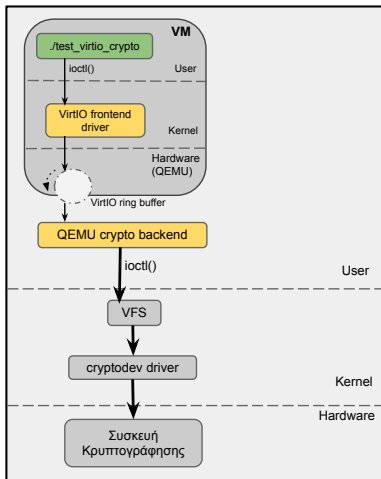 VM
./test_virtio_crypto
ioctl()
User
VirtIO frontend
driver
Kernel
Hardware
(QEMU)
VirtIO ring buffer
QEMU crypto backend
ioctl()
User
VFS
cryptodev driver
Kernel
Hardware
Συσκευή
Κρυπτογράφησης